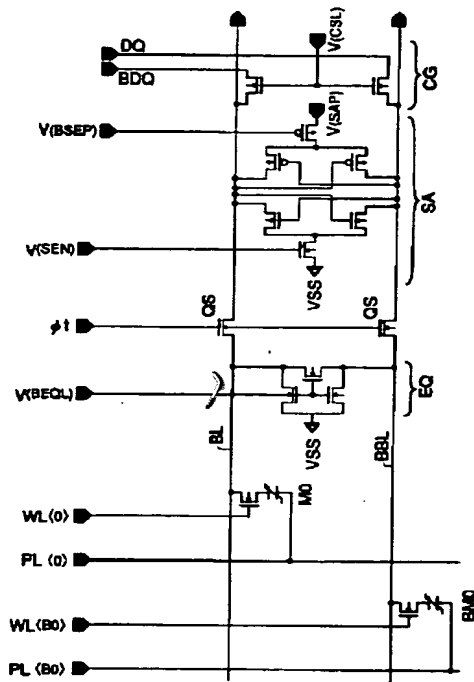 DQ
BDQ
V(CSL)
CG
V(BSEP)
V(SAP)
SA
V(SEN)
VSS
QS
QS
φt
V(BEQL)
EQ
VSS
BL
BBL
WL(0)
M0
PL(0)
WL(B0)
BM0
PL(B0)